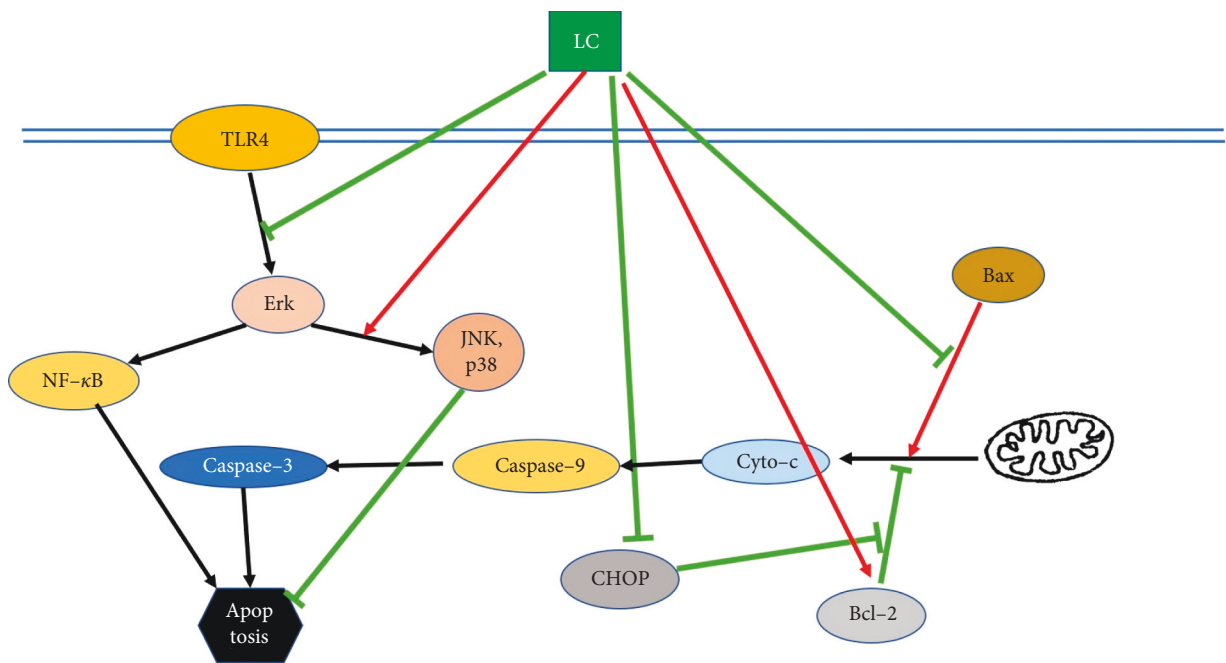 LC
TLR4
Bax
Erk
JNK,
p38
NF–κB
Caspase–3
Caspase–9
Cyto–c
CHOP
Bcl–2
Apop
tosis